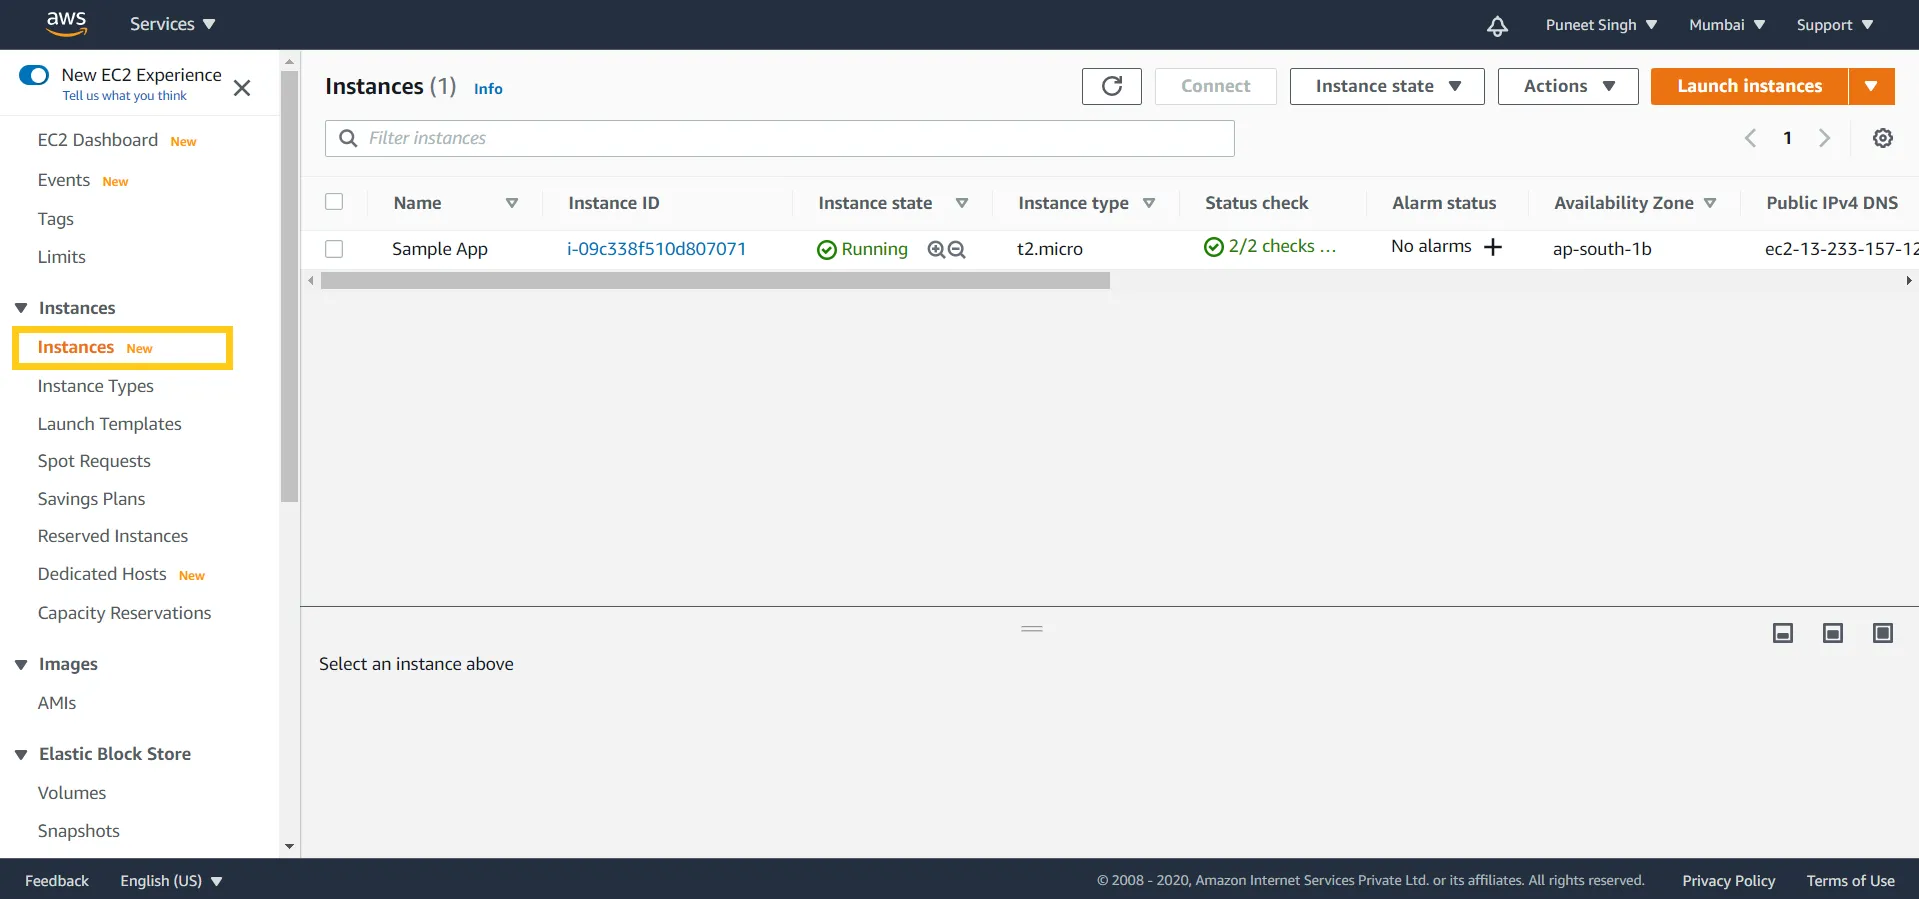 aws Services Puneet Singh Mumbai Support
New EC2 Experience
Tell us what you think
EC2 Dashboard New
Events New
Tags
Limits
Instances
Instances New
Instance Types
Launch Templates
Spot Requests
Savings Plans
Reserved Instances
Dedicated Hosts New
Capacity Reservations
Images
AMIs
Elastic Block Store
Volumes
Snapshots
Instances (1) Info Connect Instance state Actions Launch instances
Filter instances 1
Name Instance ID Instance state Instance type Status check Alarm status Availability Zone Public IPv4 DNS
Sample App i-09c338f510d807071 Running t2.micro 2/2 checks ... No alarms + ap-south-1b ec2-13-233-157-12
Select an instance above
Feedback English (US) © 2008 - 2020, Amazon Internet Services Private Ltd. or its affiliates. All rights reserved. Privacy Policy Terms of Use